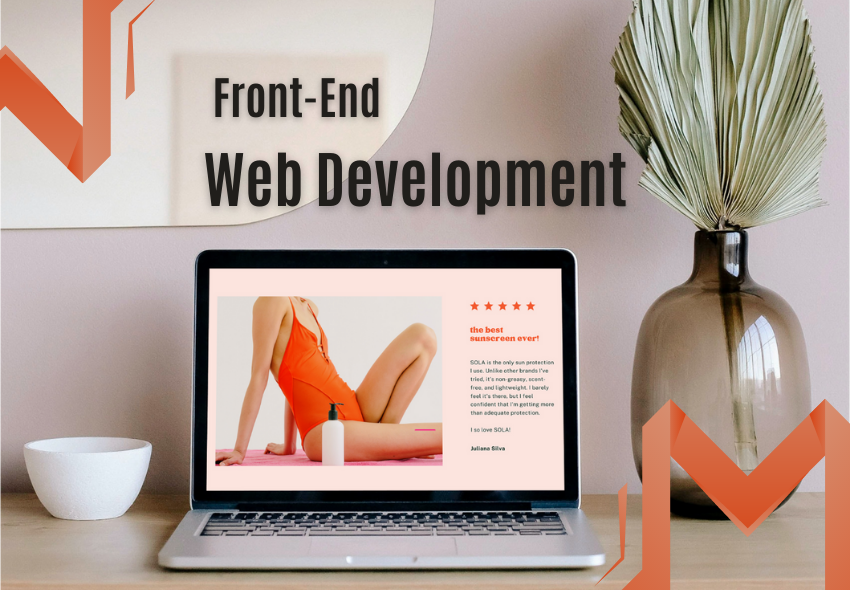 Front-End
Web Development
the best
sunscreen ever!
SOLA is the only sun protection
I use. Unlike other brands I've
tried, it's non-greasy, scent-
free, and lightweight. I barely
feel it's there, but I feel
confident that I'm getting more
than adequate protection.
I so love SOLA!
Juliana Silva